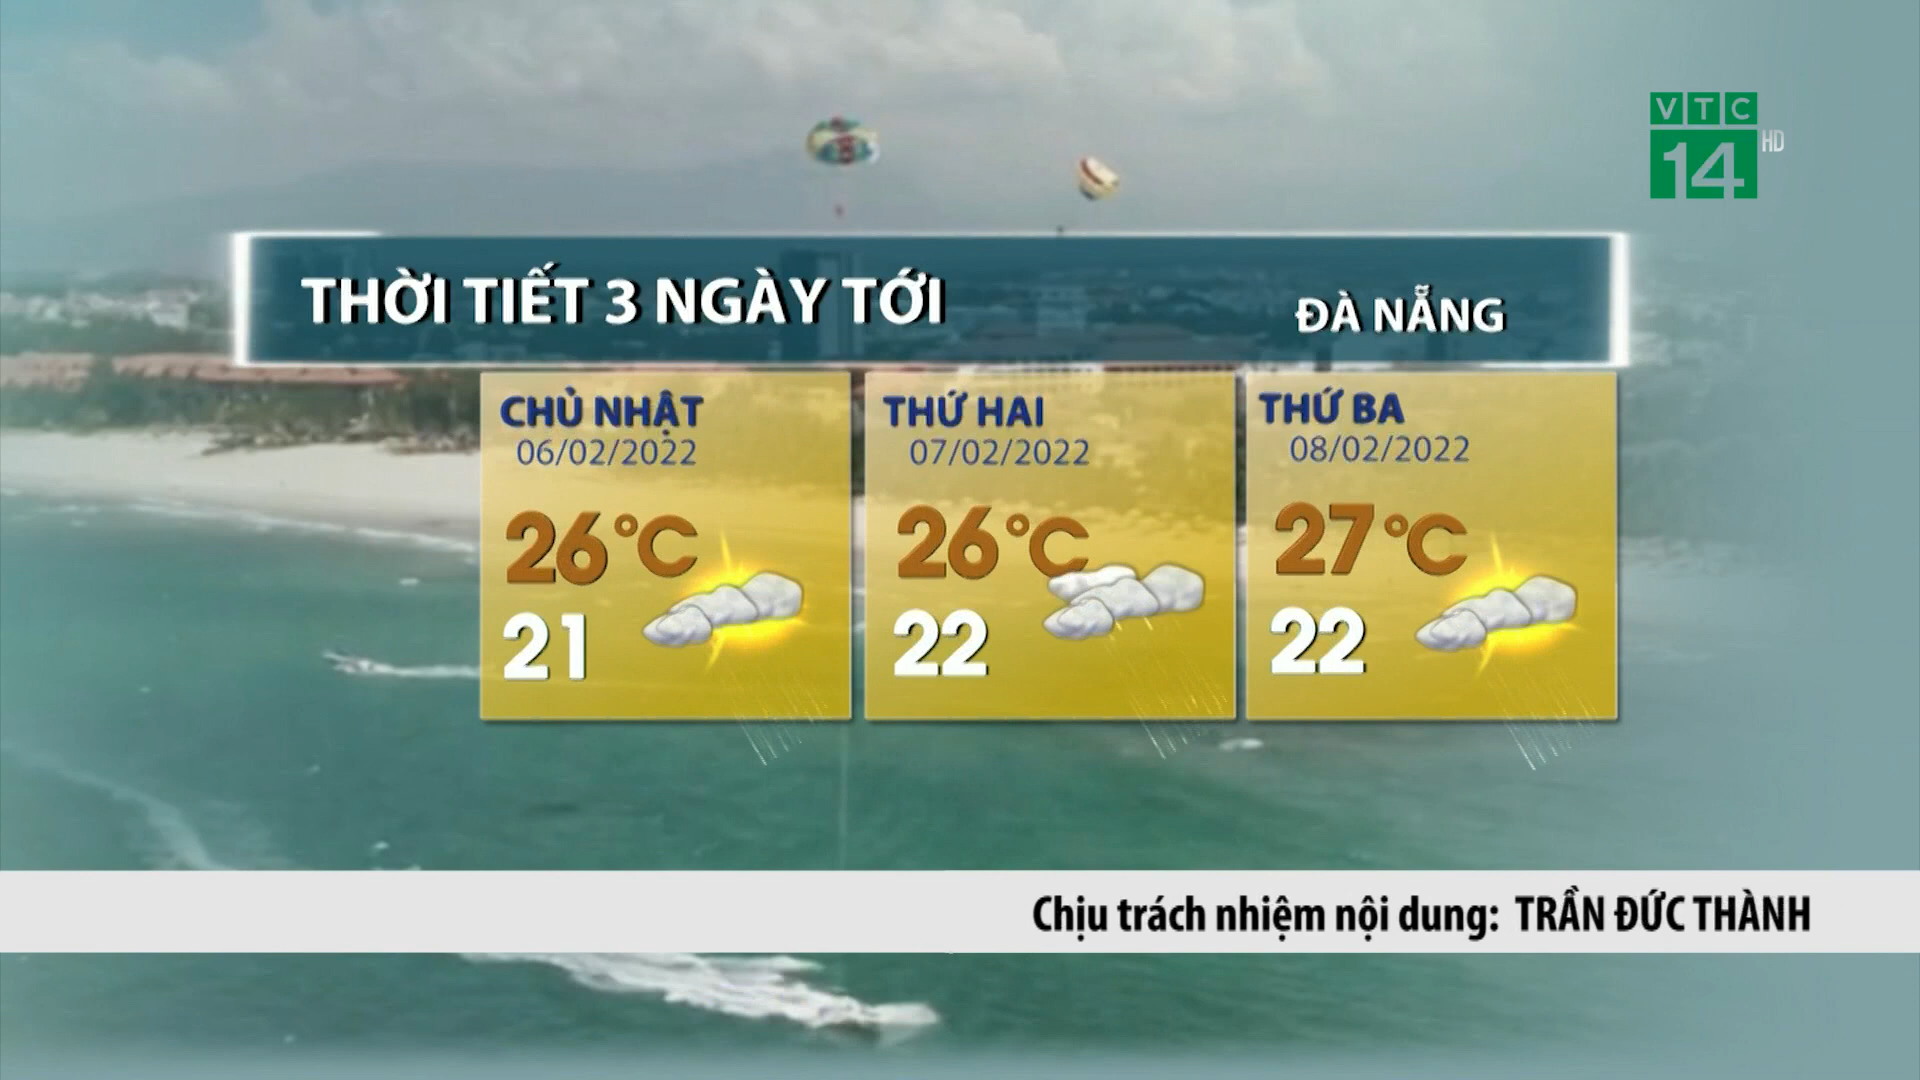 VTC
14 HD
THỜI TIẾT 3 NGÀY TỚI
ĐÀ NẴNG
CHỦ NHẬT
06/02/2022
26°C
21
THỨ HAI
07/02/2022
26°C
22
THỨ BA
08/02/2022
27°C
22
Chịu trách nhiệm nội dung: TRẦN ĐỨC THÀNH